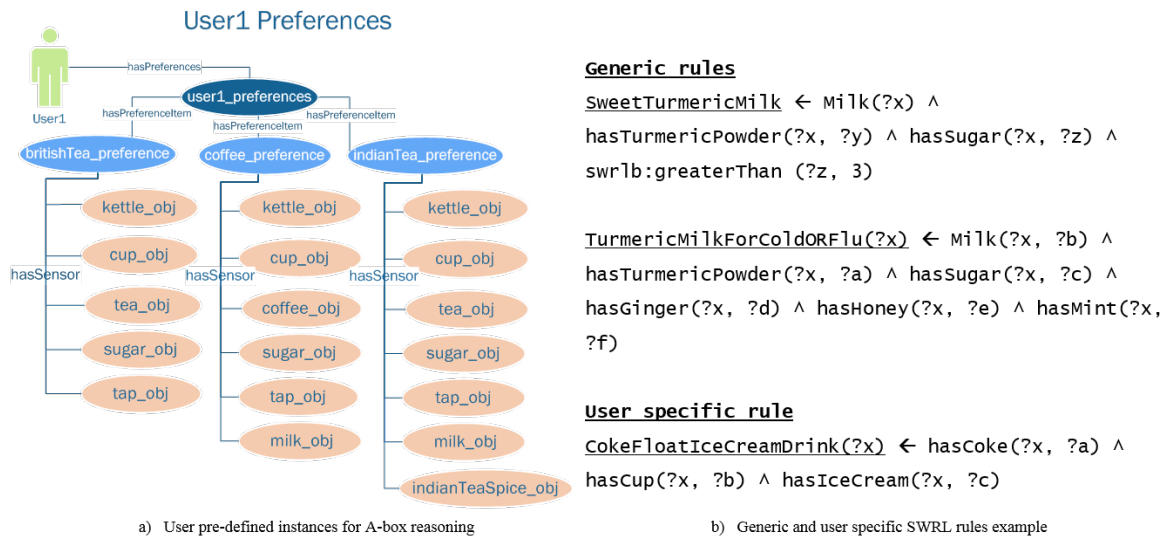 User1 Preferences
hasPreferences
User1
user1_preferences
hasPreferenceItem
hasPreferenceItem
hasPreferenceItem
britishTea_preference
coffee_preference
indianTea_preference
hasSensor
kettle_obj
cup_obj
tea_obj
sugar_obj
tap_obj
hasSensor
kettle_obj
cup_obj
coffee_obj
sugar_obj
tap_obj
milk_obj
hasSensor
kettle_obj
cup_obj
tea_obj
sugar_obj
tap_obj
milk_obj
indianTeaSpice_obj
a) User pre-defined instances for A-box reasoning
Generic rules
SweetTurmericMilk ← Milk(?x) ^
hasTurmericPowder(?x, ?y) ^ hasSugar(?x, ?z) ^
swrlb:greaterThan (?z, 3)
TurmericMilkForColdORFlu(?x) ← Milk(?x, ?b) ^
hasTurmericPowder(?x, ?a) ^ hasSugar(?x, ?c) ^
hasGinger(?x, ?d) ^ hasHoney(?x, ?e) ^ hasMint(?x,
?f)
User specific rule
CokeFloatIceCreamDrink(?x) ← hasCoke(?x, ?a) ^
hasCup(?x, ?b) ^ hasIceCream(?x, ?c)
b) Generic and user specific SWRL rules example